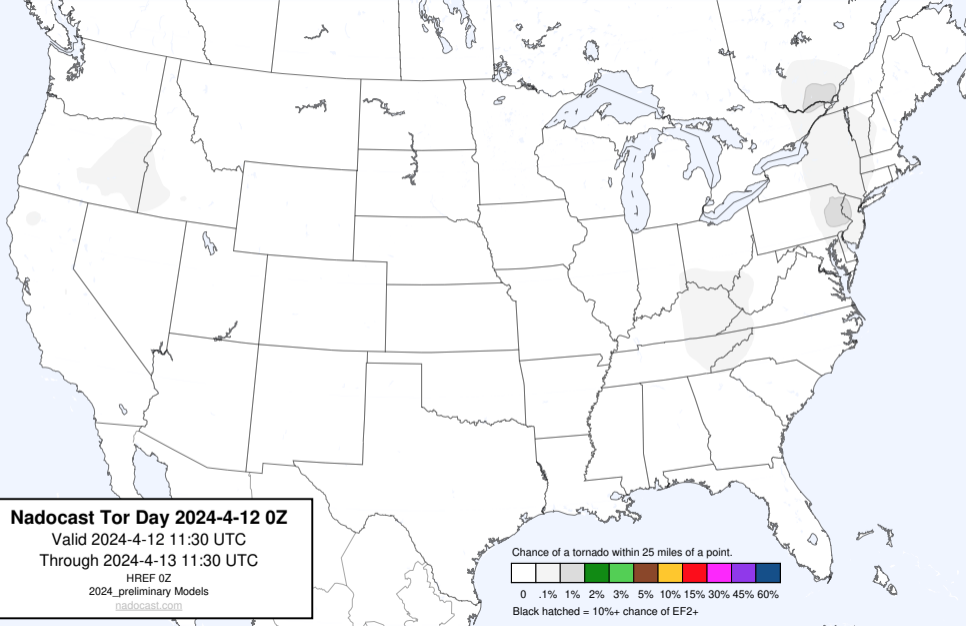 Nadocast Tor Day 2024-4-12 0Z
Valid 2024-4-12 11:30 UTC
Through 2024-4-13 11:30 UTC
HREF 0Z
2024_preliminary Models
nadocast.com
Chance of a tornado within 25 miles of a point.
0 .1% 1% 2% 3% 5% 10% 15% 30% 45% 60%
Black hatched = 10%+ chance of EF2+